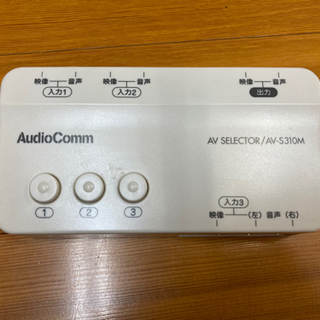 映像 音声 映像 音声 映像 音声
入力1 入力2 出力
AudioComm
AV SELECTOR/AV-S310M
入力3
映像 (左) 音声 (右)
1 2 3